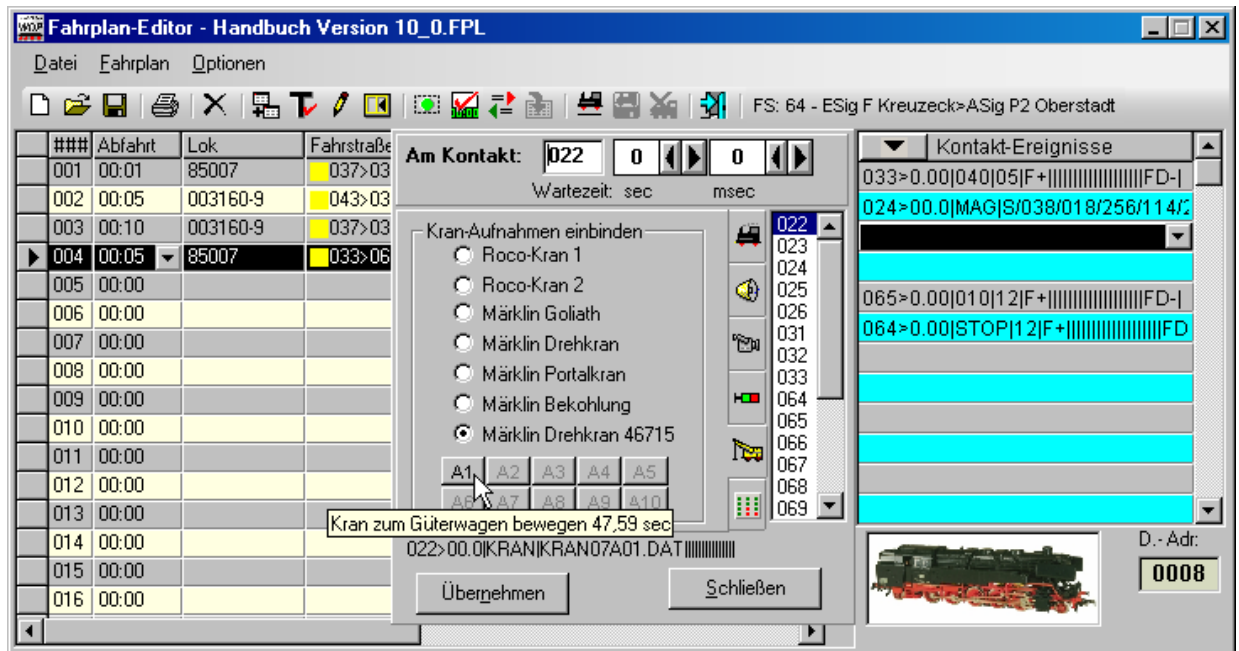 Fahrplan-Editor - Handbuch Version 10_0.FPL
Datei Fahrplan Optionen
FS: 64 - ESig F Kreuzeck>ASig P2 Oberstadt
### Abfahrt Lok Fahrstraße
001 00:01 85007 037>03
002 00:05 003160-9 043>03
003 00:10 003160-9 037>03
004 00:05 85007 033>06
005 00:00
006 00:00
007 00:00
008 00:00
009 00:00
010 00:00
011 00:00
012 00:00
013 00:00
014 00:00
015 00:00
016 00:00
Am Kontakt: 022 0 0
Wartezeit: sec msec
Kran-Aufnahmen einbinden
Roco-Kran 1
Roco-Kran 2
Märklin Goliath
Märklin Drehkran
Märklin Portalkran
Märklin Bekohlung
Märklin Drehkran 46715
A1 A2 A3 A4 A5
A6 A7 A8 A9 A10
Kran zum Güterwagen bewegen 47,59 sec
022>00.0|KRAN|KRAN07A01.DAT||||||||||||
Übernehmen Schließen
022
023
024
025
026
031
032
033
064
065
066
067
068
069
Kontakt-Ereignisse
033>0.00|040|05|F+||||||||||||||||||FD-|
024>00.0|MAG|S/038/018/256/114/2
065>0.00|010|12|F+||||||||||||||||||FD-|
064>0.00|STOP|12|F+||||||||||||||||||FD
D.- Adr:
0008